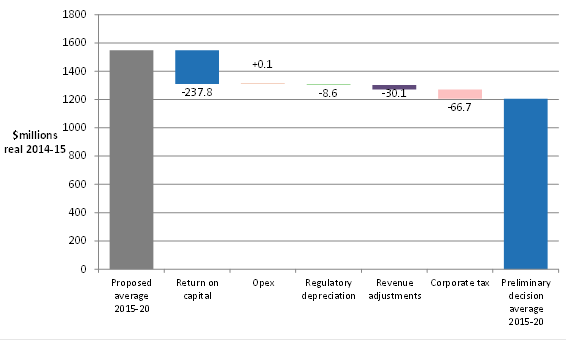 1800
1600
1400
1200
1000
800
600
400
200
0
$millions
real 2014-15
-237.8
+0.1
-8.6
-30.1
-66.7
Proposed
average
2015-20
Return on
capital
Opex
Regulatory
depreciation
Revenue
adjustments
Corporate tax
Preliminary
decision
average
2015-20